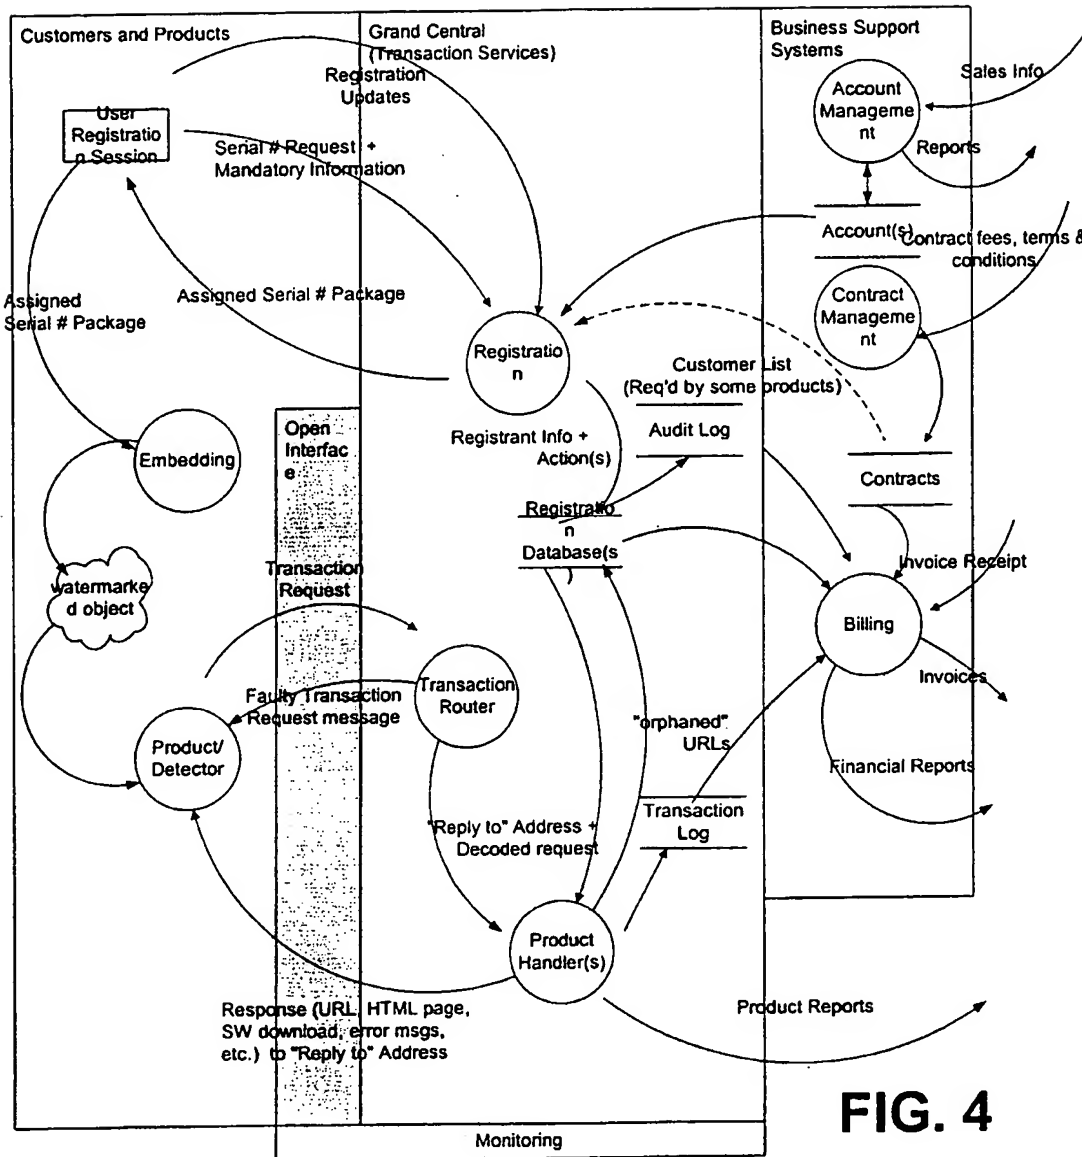 Customers and Products
Grand Central
(Transaction Services)
Business Support
Systems
Registration
Updates
Sales Info
Account
Manageme
nt
User
Registratio
n Session
Serial # Request +
Mandatory Information
Reports
Account(s)
Contract fees, terms &
conditions
Assigned
Serial # Package
Assigned Serial # Package
Contract
Manageme
nt
Registratio
n
Customer List
(Req'd by some products)
Open
Interfac
e
Registrant Info +
Action(s)
Audit Log
Embedding
Contracts
Registratio
n
Database(s
)
Transaction
Request
Invoice Receipt
watermarke
d object
Billing
Faulty Transaction
Request message
Transaction
Router
Invoices
"orphaned"
URLs
Product/
Detector
Financial Reports
Transaction
Log
"Reply to" Address +
Decoded request
Product
Handler(s)
Response (URL, HTML page,
SW download, error msgs,
etc.) to "Reply to" Address
Product Reports
FIG. 4
Monitoring